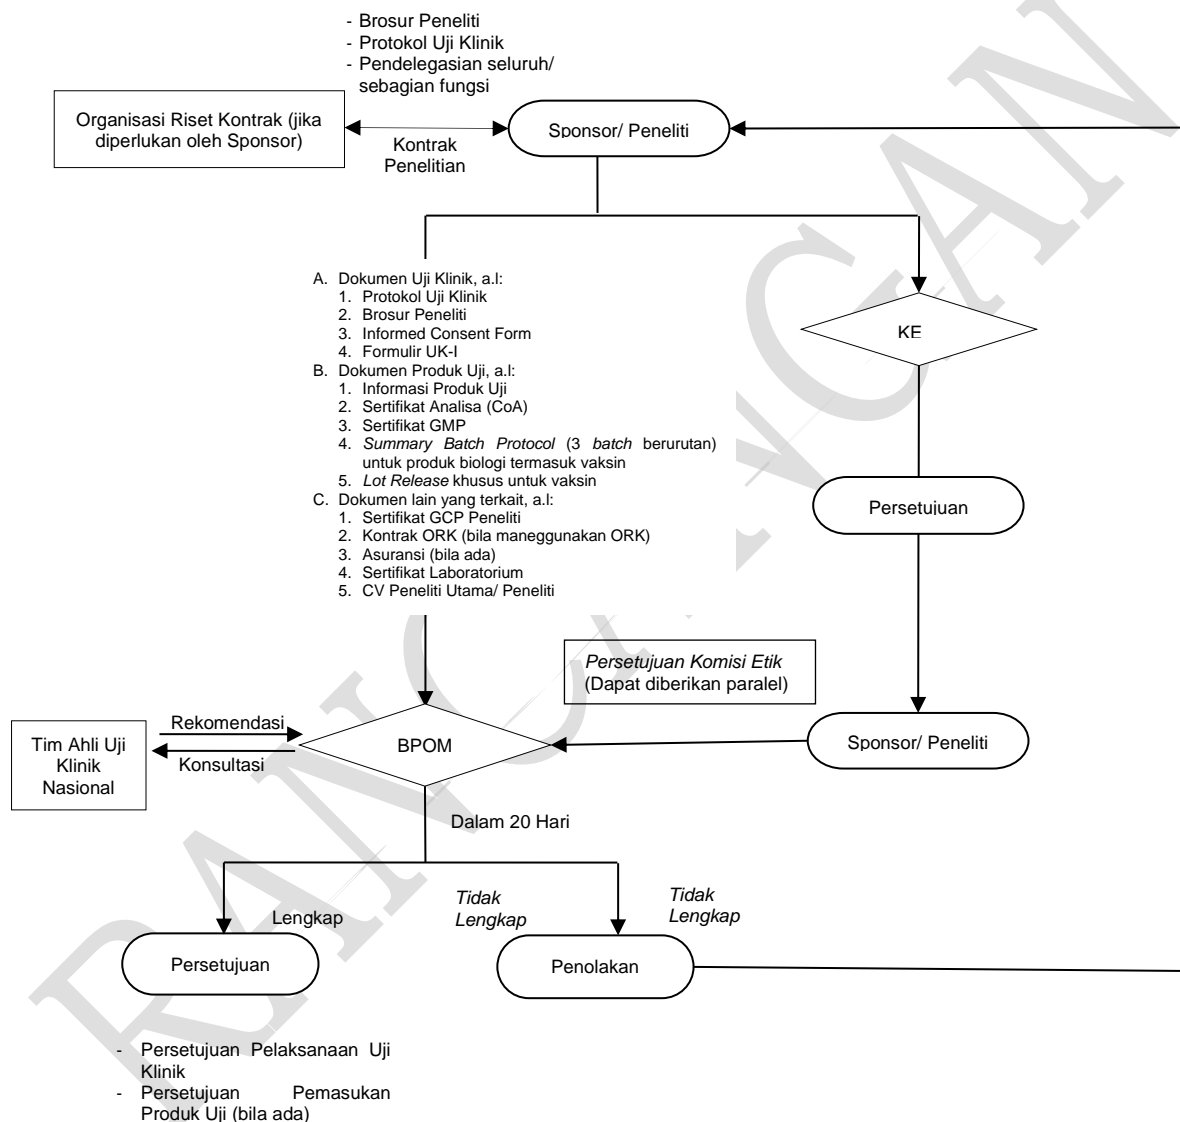 - Brosur Peneliti
- Protokol Uji Klinik
- Pendelegasian seluruh/
sebagian fungsi
Organisasi Riset Kontrak (jika
diperlukan oleh Sponsor)
Kontrak
Penelitian
Sponsor/ Peneliti
A. Dokumen Uji Klinik, a.l:
1. Protokol Uji Klinik
2. Brosur Peneliti
3. Informed Consent Form
4. Formulir UK-I
B. Dokumen Produk Uji, a.l:
1. Informasi Produk Uji
2. Sertifikat Analisa (CoA)
3. Sertifikat GMP
4. Summary Batch Protocol (3 batch berurutan)
untuk produk biologi termasuk vaksin
5. Lot Release khusus untuk vaksin
C. Dokumen lain yang terkait, a.l:
1. Sertifikat GCP Peneliti
2. Kontrak ORK (bila maneggunakan ORK)
3. Asuransi (bila ada)
4. Sertifikat Laboratorium
5. CV Peneliti Utama/ Peneliti
KE
Persetujuan
Persetujuan Komisi Etik
(Dapat diberikan paralel)
Sponsor/ Peneliti
Tim Ahli Uji
Klinik
Nasional
Rekomendasi
Konsultasi
BPOM
Dalam 20 Hari
Lengkap
Tidak
Lengkap
Tidak
Lengkap
Persetujuan
Penolakan
- Persetujuan Pelaksanaan Uji
Klinik
- Persetujuan Pemasukan
Produk Uji (bila ada)
RANCANGAN